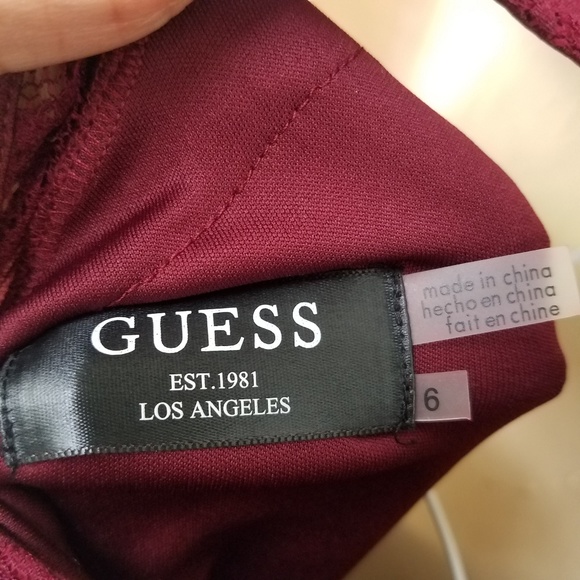 GUESS
EST.1981
LOS ANGELES
made in china
hecho en china
fait en chine
6